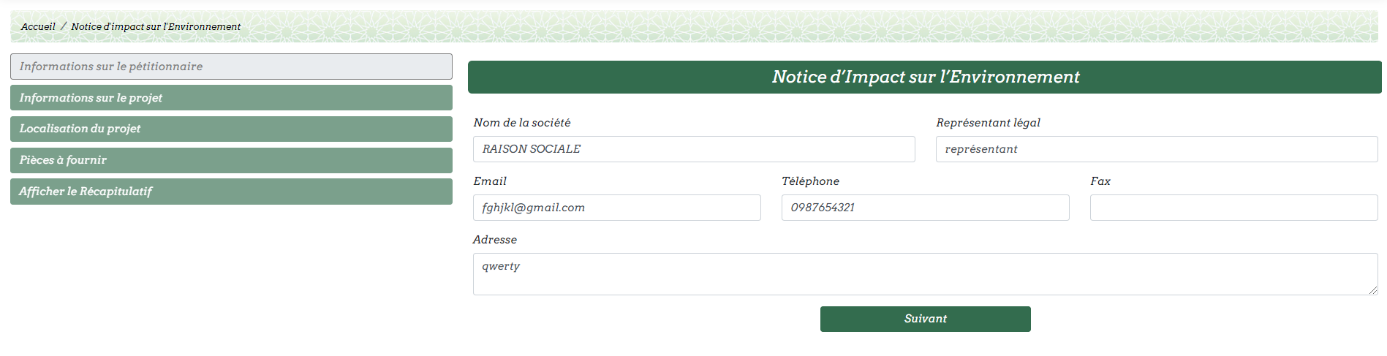 Accueil / Notice d'impact sur l'Environnement
Informations sur le pétitionnaire
Informations sur le projet
Localisation du projet
Pièces à fournir
Afficher le Récapitulatif
Notice d'Impact sur l'Environnement
Nom de la société
Représentant légal
RAISON SOCIALE
représentant
Email
Téléphone
Fax
fghjkl@gmail.com
0987654321
Adresse
qwerty
Suivant